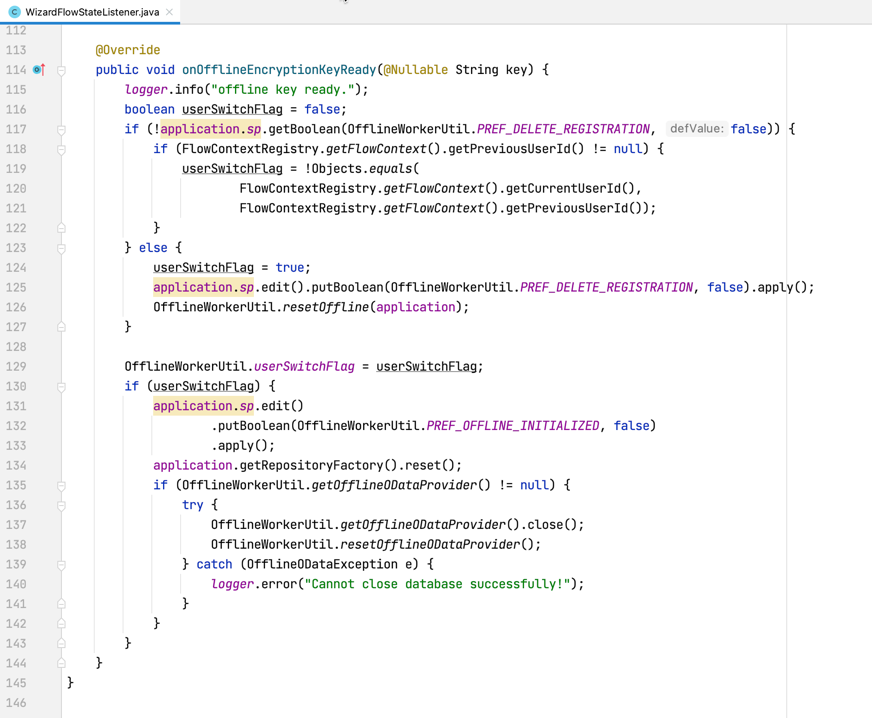 WizardFlowStateListener.java
112
113 @Override
114 public void onOfflineEncryptionKeyReady(@Nullable String key) {
115 logger.info("offline key ready.");
116 boolean userSwitchFlag = false;
117 if (!application.sp.getBoolean(OfflineWorkerUtil.PREF_DELETE_REGISTRATION, defValue: false)) {
118 if (FlowContextRegistry.getFlowContext().getPreviousUserId() != null) {
119 userSwitchFlag = !Objects.equals(
120 FlowContextRegistry.getFlowContext().getCurrentUserId(),
121 FlowContextRegistry.getFlowContext().getPreviousUserId());
122 }
123 } else {
124 userSwitchFlag = true;
125 application.sp.edit().putBoolean(OfflineWorkerUtil.PREF_DELETE_REGISTRATION, false).apply();
126 OfflineWorkerUtil.resetOffline(application);
127 }
128
129 OfflineWorkerUtil.userSwitchFlag = userSwitchFlag;
130 if (userSwitchFlag) {
131 application.sp.edit()
132 .putBoolean(OfflineWorkerUtil.PREF_OFFLINE_INITIALIZED, false)
133 .apply();
134 application.getRepositoryFactory().reset();
135 if (OfflineWorkerUtil.getOfflineODataProvider() != null) {
136 try {
137 OfflineWorkerUtil.getOfflineODataProvider().close();
138 OfflineWorkerUtil.resetOfflineODataProvider();
139 } catch (OfflineODataException e) {
140 logger.error("Cannot close database successfully!");
141 }
142 }
143 }
144 }
145 }
146